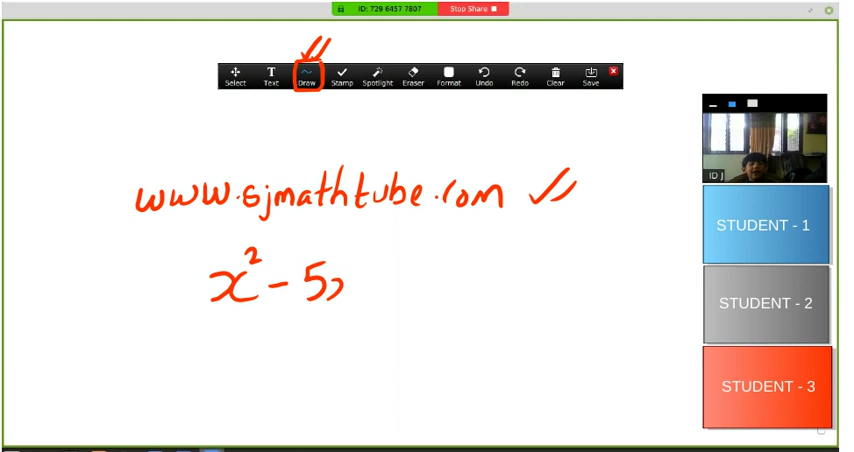 ID: 729 6457 7807 Stop Share
Select Text Draw Stamp Spotlight Eraser Format Undo Redo Clear Save
www.sjmathtube.com
x² - 5
ID J
STUDENT - 1
STUDENT - 2
STUDENT - 3